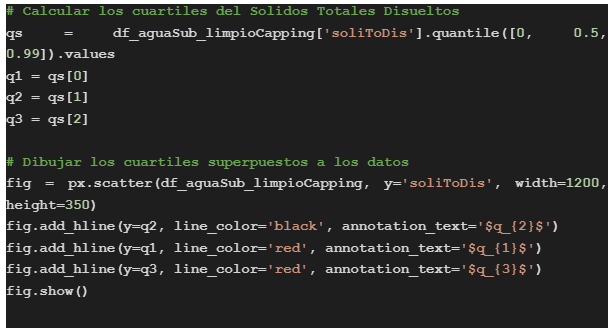 # Calcular los cuartiles del Solidos Totales Disueltos
qs = df_aguaSub_limpioCapping['soliToDis'].quantile([0, 0.5,
0.99]).values
q1 = qs[0]
q2 = qs[1]
q3 = qs[2]
# Dibujar los cuartiles superpuestos a los datos
fig = px.scatter(df_aguaSub_limpioCapping, y='soliToDis', width=1200,
height=350)
fig.add_hline(y=q2, line_color='black', annotation_text='$q_{2}$')
fig.add_hline(y=q1, line_color='red', annotation_text='$q_{1}$')
fig.add_hline(y=q3, line_color='red', annotation_text='$q_{3}$')
fig.show()